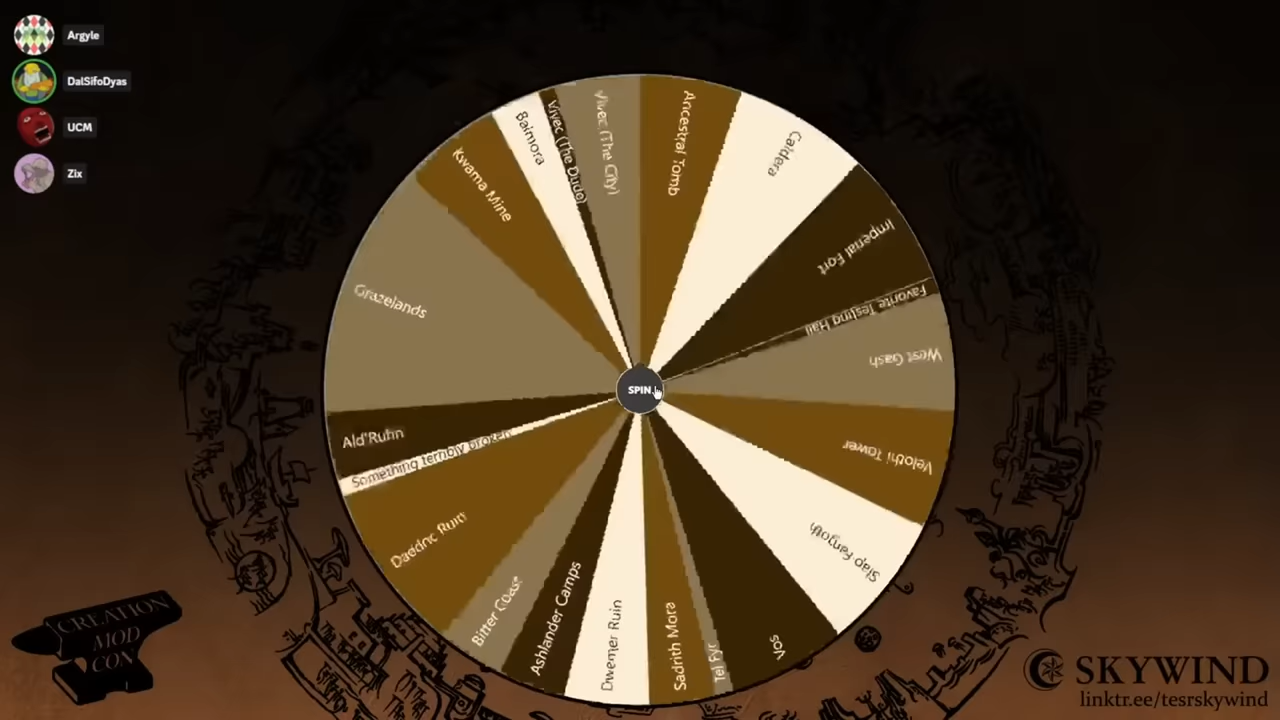 Argyle
DalSifoDyas
UCM
Zix
Ancestral Tomb
Caldera
Imperial Fort
Favorite Testing Hall
West Gash
Velothi Tower
Slap Fargoth
Vos
Tel Fyr
Sadrith Mora
Dwemer Ruin
Ashlander Camps
Bitter Coast
Daedric Ruin
Something terribly broken
Ald'Ruhn
Grazelands
Kwama Mine
Balmora
Vivec (The Dude)
Vivec (The City)
SPIN
CREATION
MOD
CON
SKYWIND
linktr.ee/tesrskywind